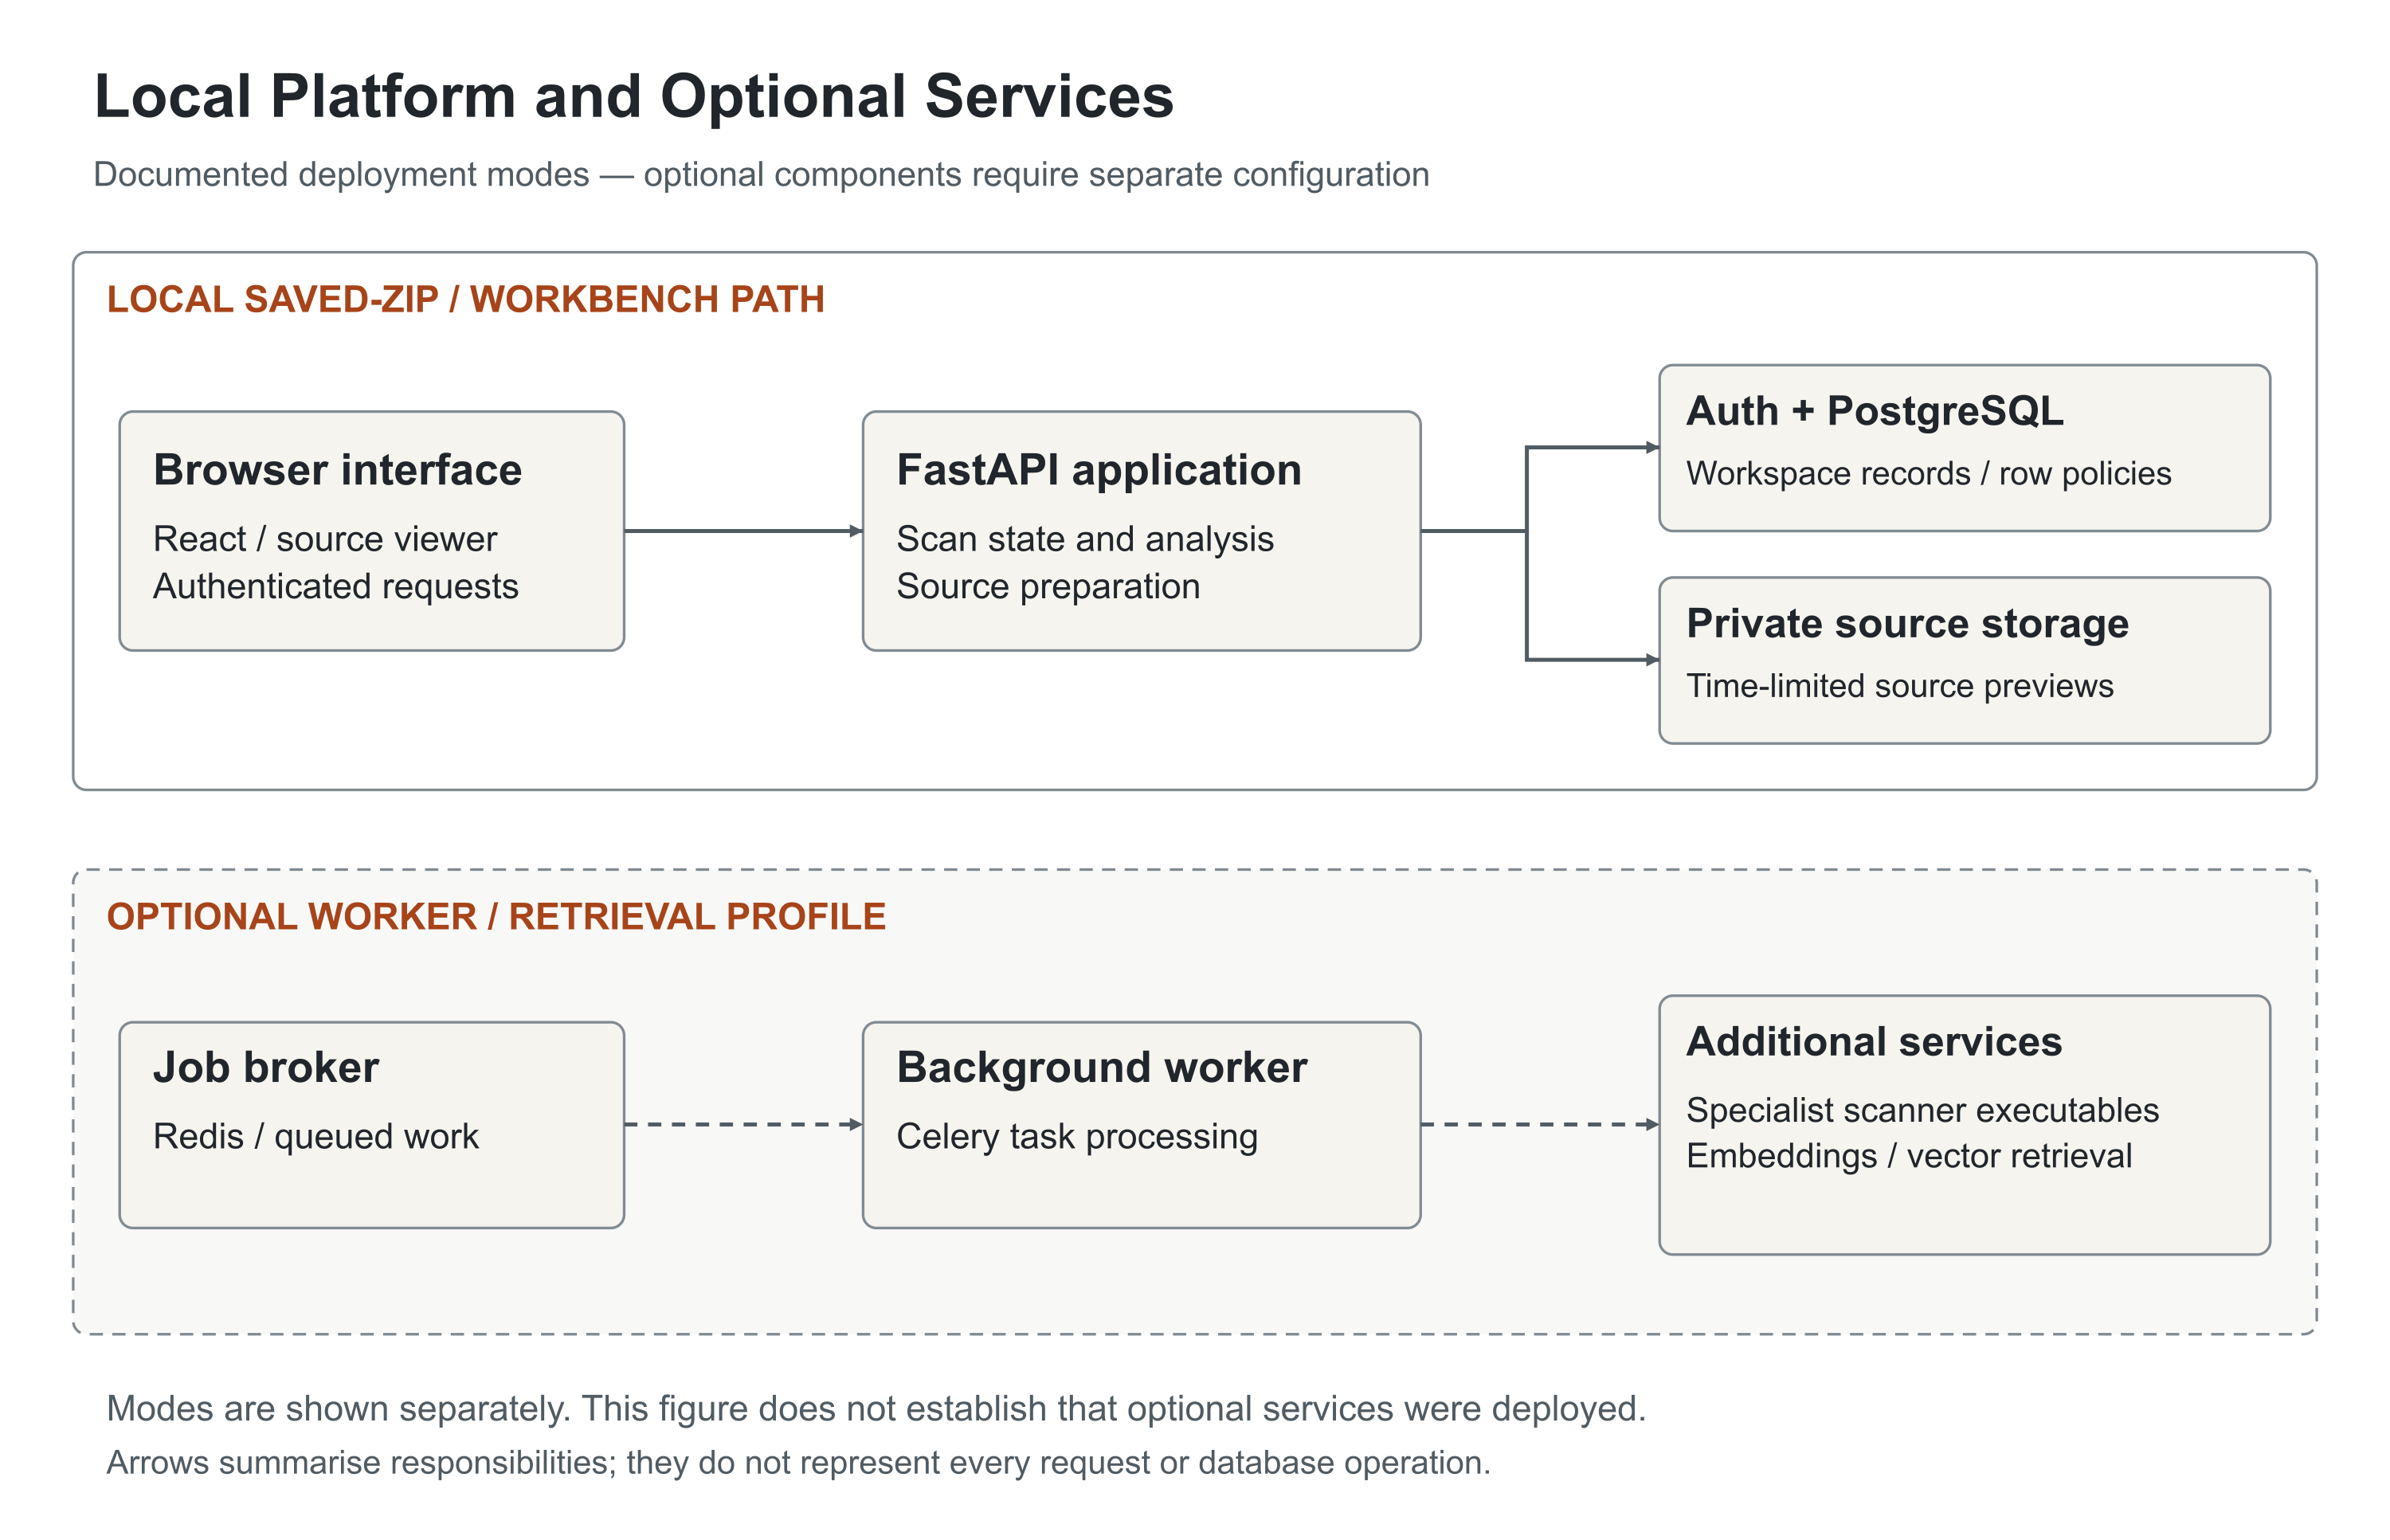 Local Platform and Optional Services
Documented deployment modes — optional components require separate configuration
LOCAL SAVED-ZIP / WORKBENCH PATH
Browser interface
React / source viewer
Authenticated requests
FastAPI application
Scan state and analysis
Source preparation
Auth + PostgreSQL
Workspace records / row policies
Private source storage
Time-limited source previews
OPTIONAL WORKER / RETRIEVAL PROFILE
Job broker
Redis / queued work
Background worker
Celery task processing
Additional services
Specialist scanner executables
Embeddings / vector retrieval
Modes are shown separately. This figure does not establish that optional services were deployed.
Arrows summarise responsibilities; they do not represent every request or database operation.